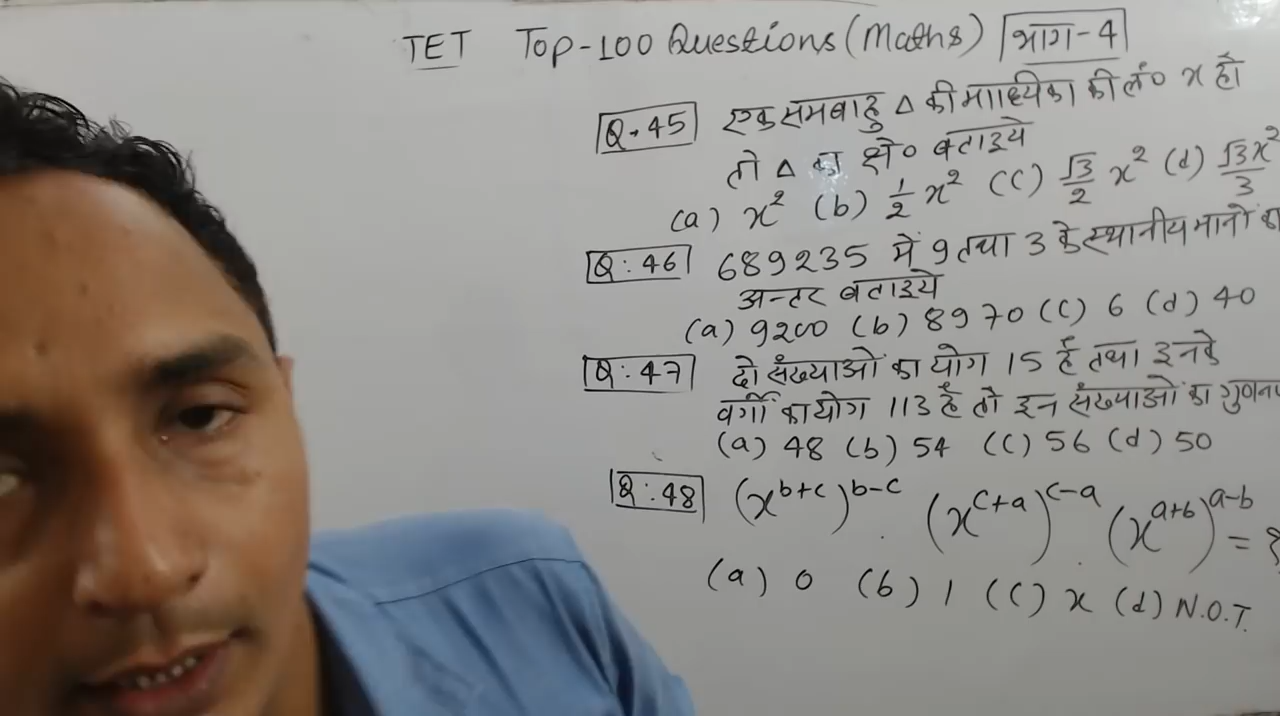 TET Top-100 Questions (Maths) भाग-4
Q.45 एक समबाहु △ की माध्यिका की लं० x हो
तो △ का क्षे० बताइये
(a) x² (b) 1/2 x² (c) √3/2 x² (d) √3x²/3
Q:46 689235 में 9 तथा 3 के स्थानीय मानों का
अन्तर बताइये
(a) 9200 (b) 8970 (c) 6 (d) 40
Q:47 दो संख्याओं का योग 15 है तथा इनके
वर्गो का योग 113 है तो इन संख्याओं का
(a) 48 (b) 54 (c) 56 (d) 50
Q:48 (x^{b+c})^{b-c} . (x^{c+a})^{c-a} . (x^{a+b})^{a-b} = ?
(a) 0 (b) 1 (c) x (d) N.O.T.